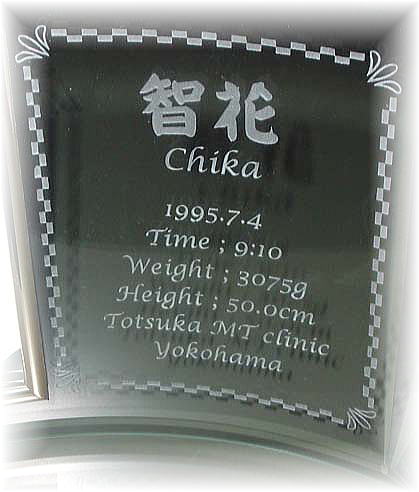 智花
Chika
1995.7.4
Time ; 9:10
Weight ; 3075g
Height ; 50.0cm
Totsuka MT clinic
Yokohama